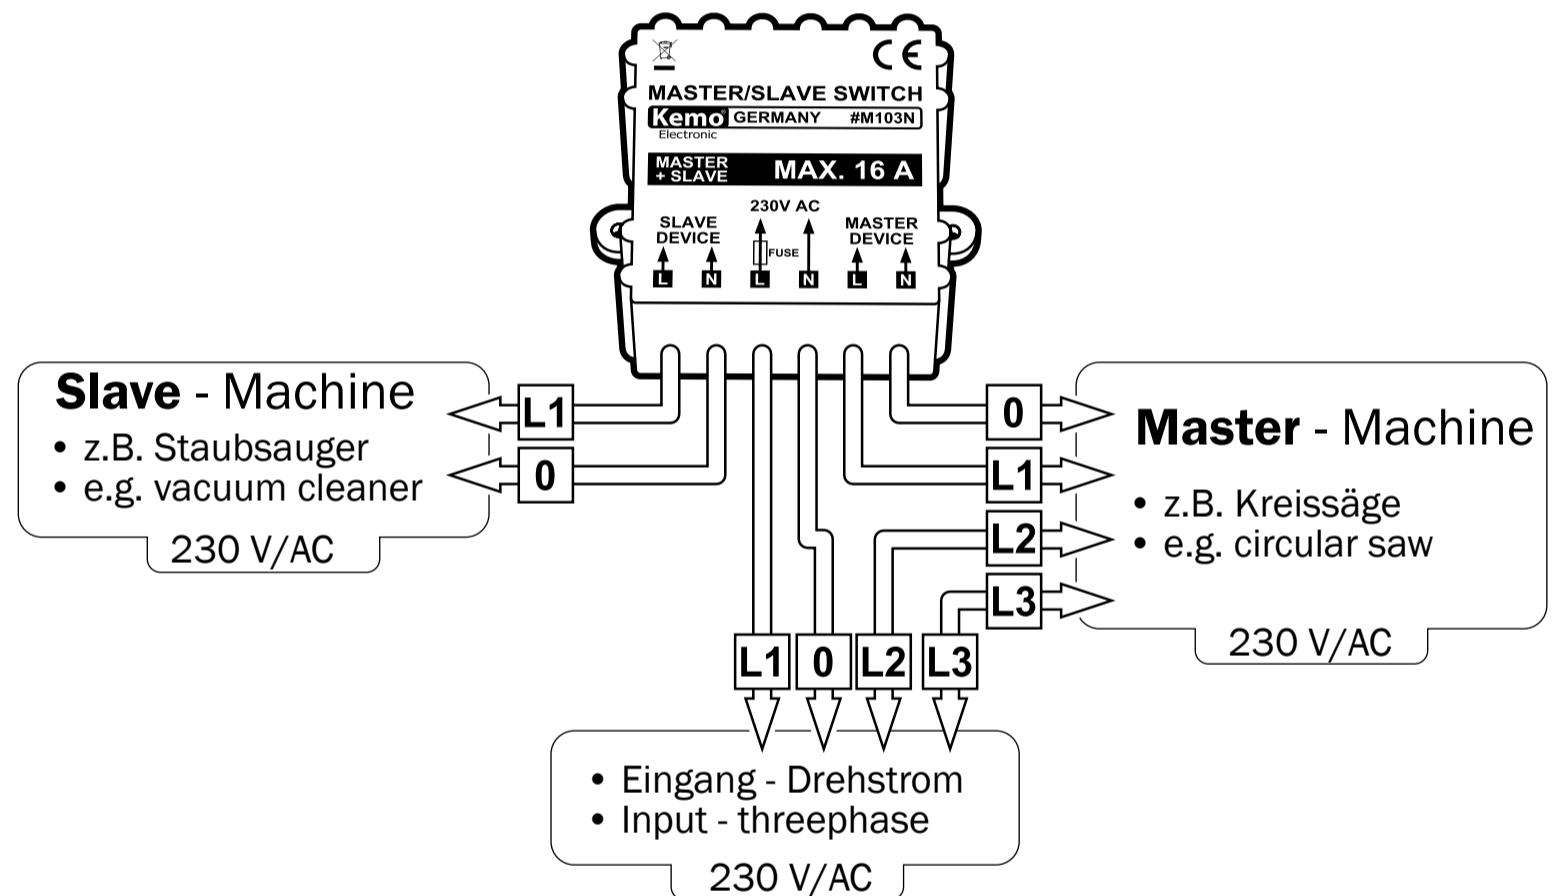 CE
MASTER/SLAVE SWITCH
Kemo GERMANY #M103N
Electronic
MASTER + SLAVE MAX. 16 A
230V AC
SLAVE DEVICE
MASTER DEVICE
FUSE
L N L N L N
Slave - Machine
• z.B. Staubsauger
• e.g. vacuum cleaner
230 V/AC
L1
0
0
L1
L2
L3
Master - Machine
• z.B. Kreissäge
• e.g. circular saw
230 V/AC
L1 0 L2 L3
• Eingang - Drehstrom
• Input - threephase
230 V/AC